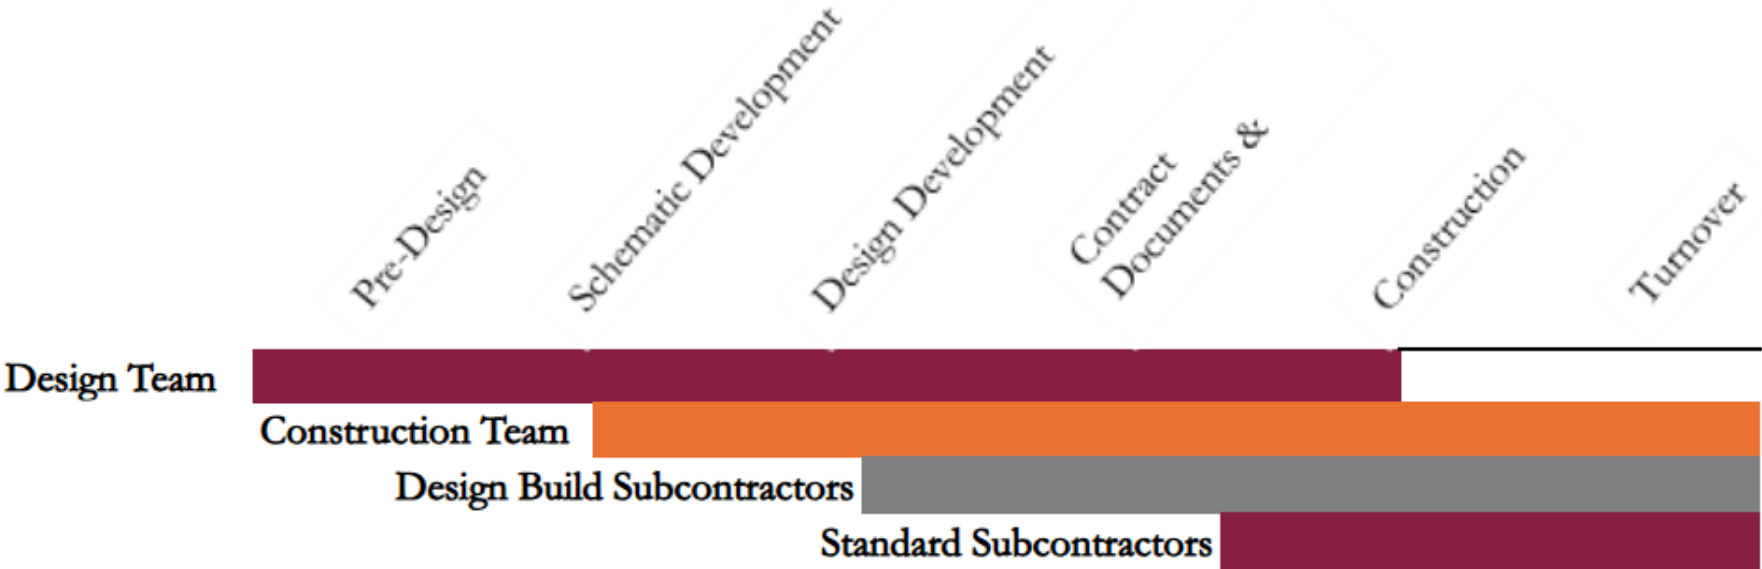 Pre-Design
Schematic Development
Design Development
Contract
Documents &
Construction
Turnover
Design Team
Construction Team
Design Build Subcontractors
Standard Subcontractors